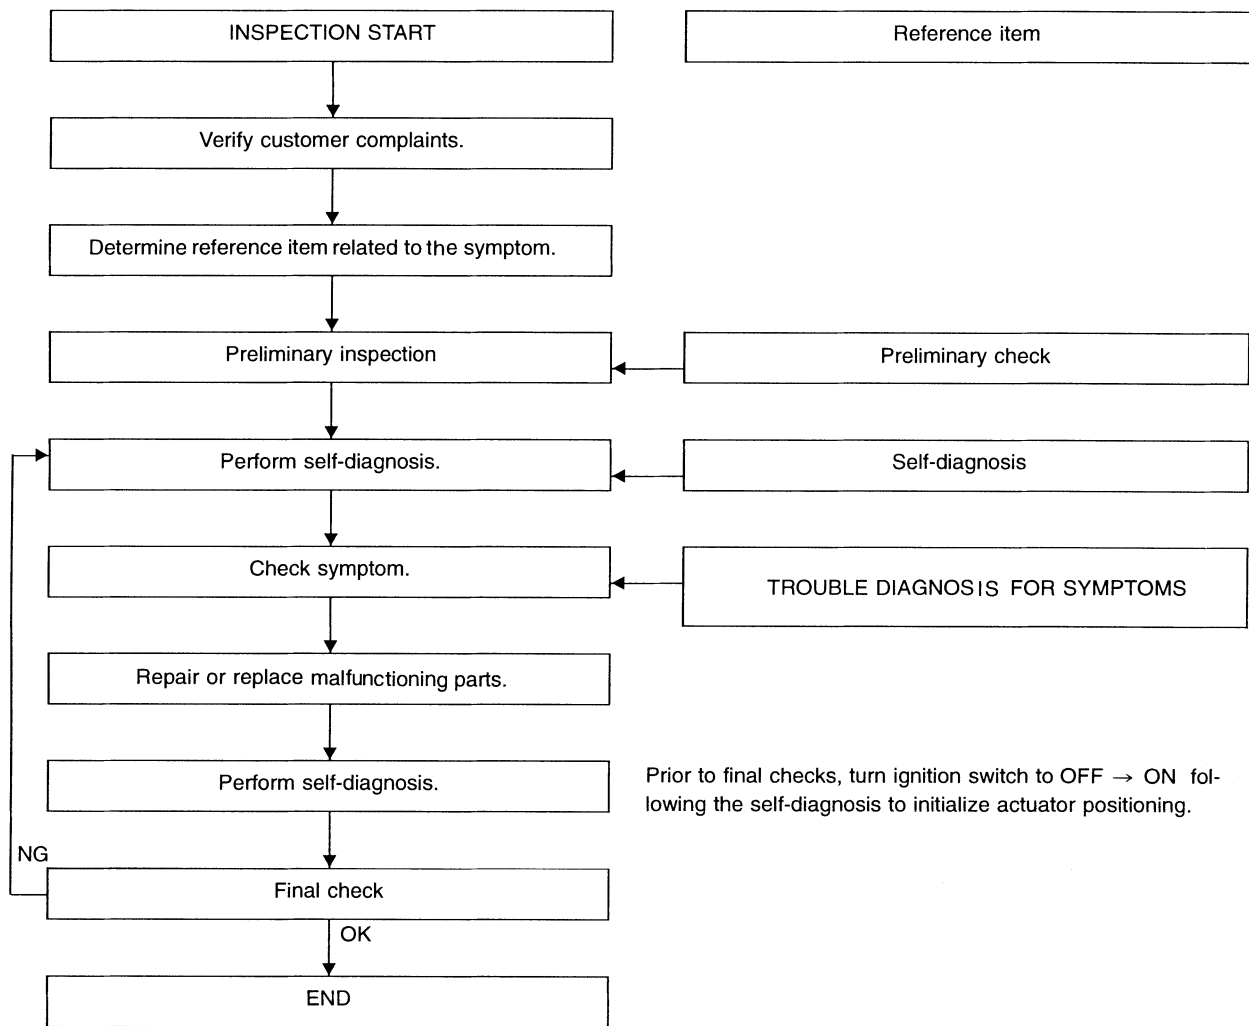 INSPECTION START
Reference item
Verify customer complaints.
Determine reference item related to the symptom.
Preliminary inspection
Preliminary check
Perform self-diagnosis.
Self-diagnosis
Check symptom.
TROUBLE DIAGNOSIS FOR SYMPTOMS
Repair or replace malfunctioning parts.
Perform self-diagnosis.
Prior to final checks, turn ignition switch to OFF → ON fol-
lowing the self-diagnosis to initialize actuator positioning.
NG
Final check
OK
END